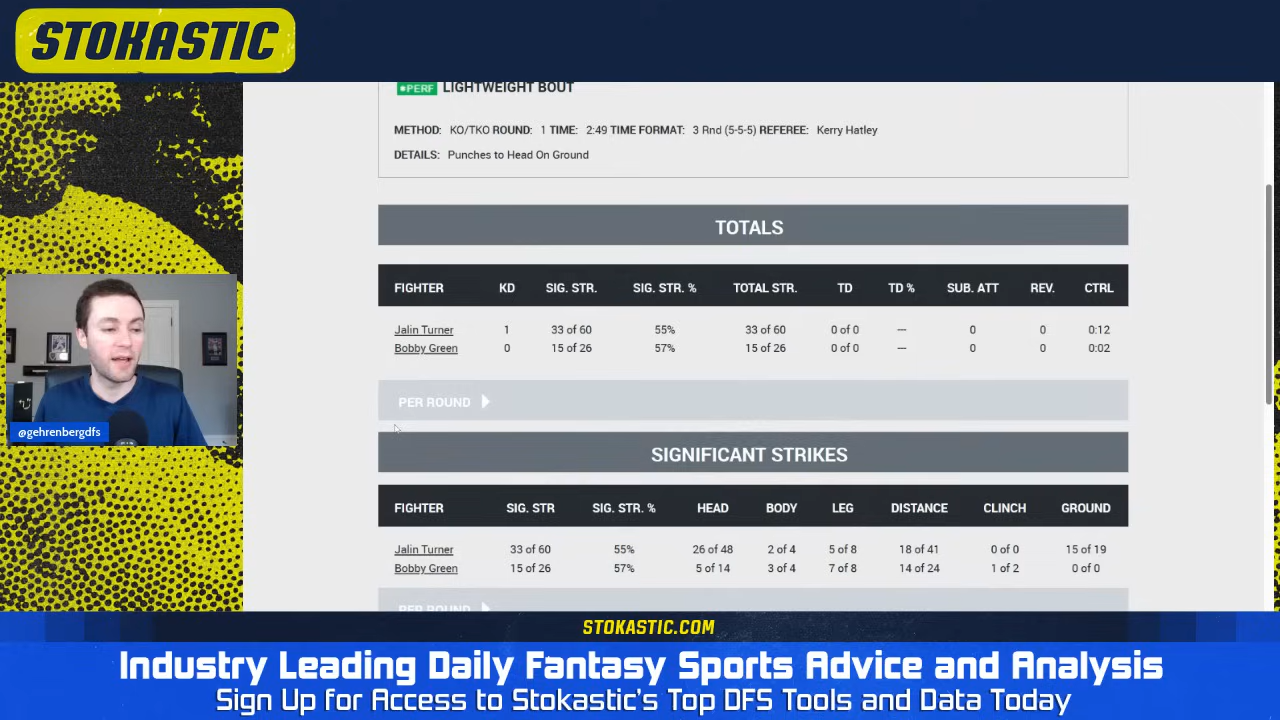 STOKASTIC
PERF LIGHTWEIGHT BOUT
METHOD: KO/TKO ROUND: 1 TIME: 2:49 TIME FORMAT: 3 Rnd (5-5-5) REFEREE: Kerry Hatley
DETAILS: Punches to Head On Ground
TOTALS
FIGHTER KD SIG. STR. SIG. STR. % TOTAL STR. TD TD % SUB. ATT REV. CTRL
Jalin Turner 1 33 of 60 55% 33 of 60 0 of 0 --- 0 0 0:12
Bobby Green 0 15 of 26 57% 15 of 26 0 of 0 --- 0 0 0:02
PER ROUND
SIGNIFICANT STRIKES
FIGHTER SIG. STR SIG. STR. % HEAD BODY LEG DISTANCE CLINCH GROUND
Jalin Turner 33 of 60 55% 26 of 48 2 of 4 5 of 8 18 of 41 0 of 0 15 of 19
Bobby Green 15 of 26 57% 5 of 14 3 of 4 7 of 8 14 of 24 1 of 2 0 of 0
PER ROUND
@gehrenbergdfs
STOKASTIC.COM
Industry Leading Daily Fantasy Sports Advice and Analysis
Sign Up for Access to Stokastic's Top DFS Tools and Data Today